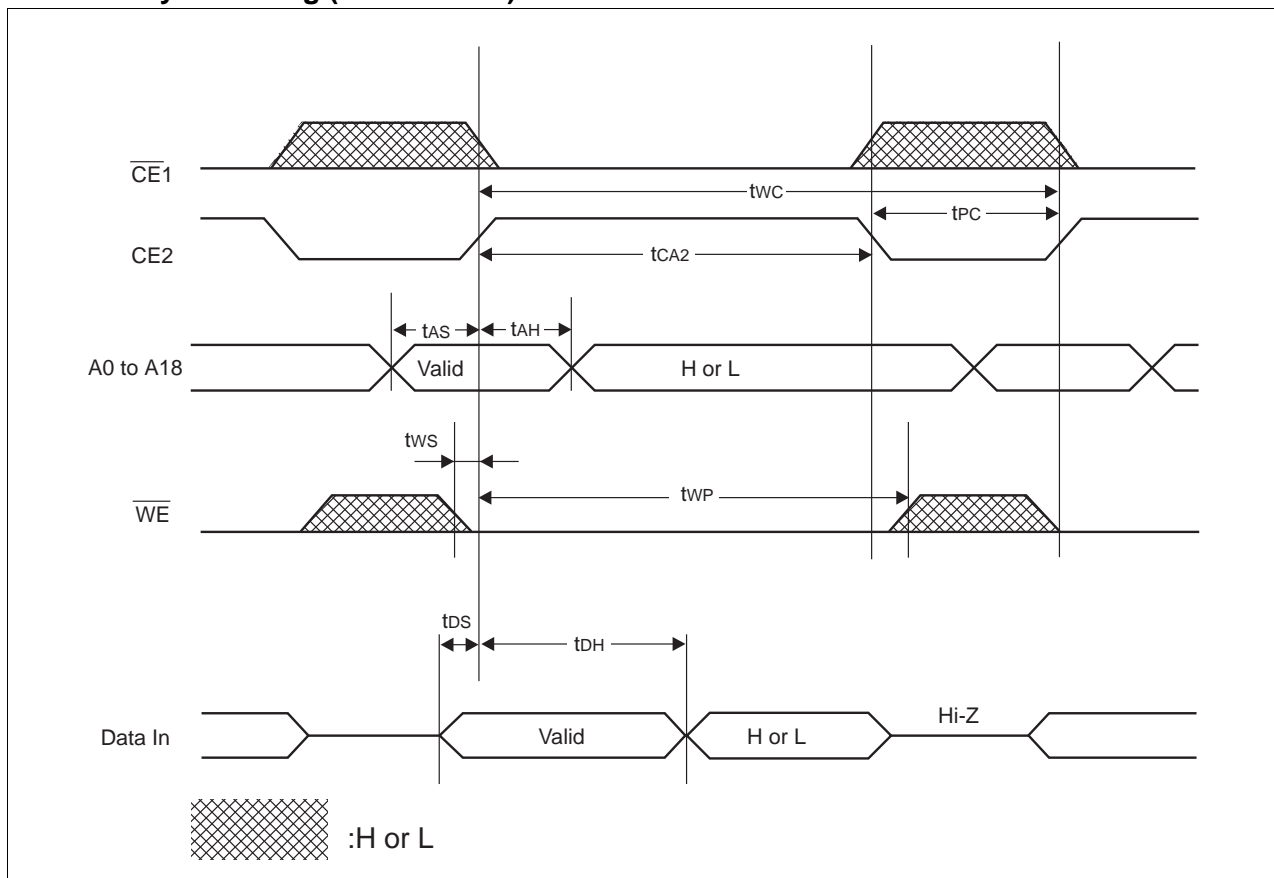 CE1
tWC
tPC
CE2
tCA2
tAS
tAH
A0 to A18
Valid
H or L
tWS
tWP
WE
tDS
tDH
Data In
Valid
H or L
Hi-Z
:H or L